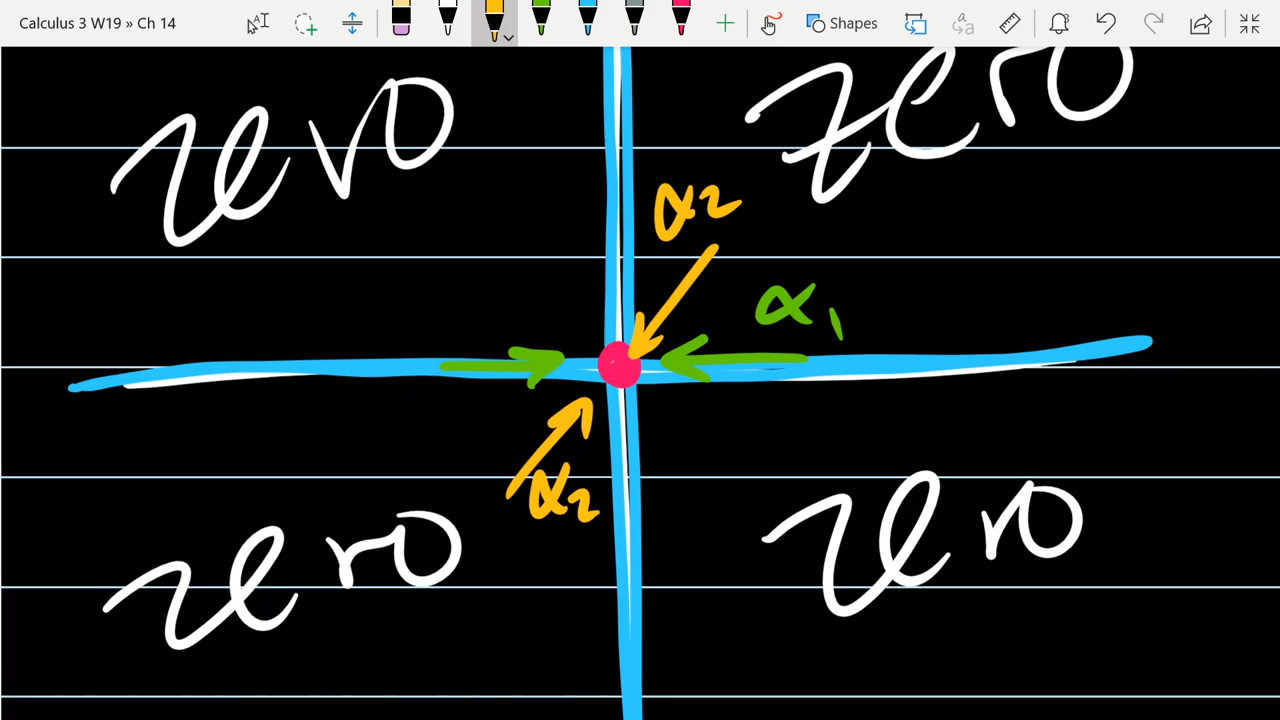 Calculus 3 W19 » Ch 14
Shapes
zero zero
α2
α1
α2
zero zero